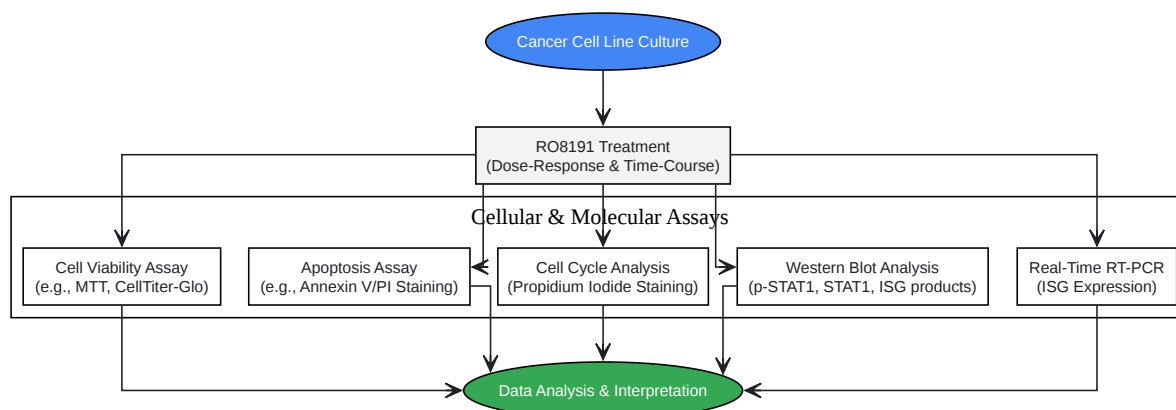 Cancer Cell Line Culture
RO8191 Treatment
(Dose-Response & Time-Course)
Cellular & Molecular Assays
Cell Viability Assay
(e.g., MTT, CellTiter-Glo)
Apoptosis Assay
(e.g., Annexin V/PI Staining)
Cell Cycle Analysis
(Propidium Iodide Staining)
Western Blot Analysis
(p-STAT1, STAT1, ISG products)
Real-Time RT-PCR
(ISG Expression)
Data Analysis & Interpretation